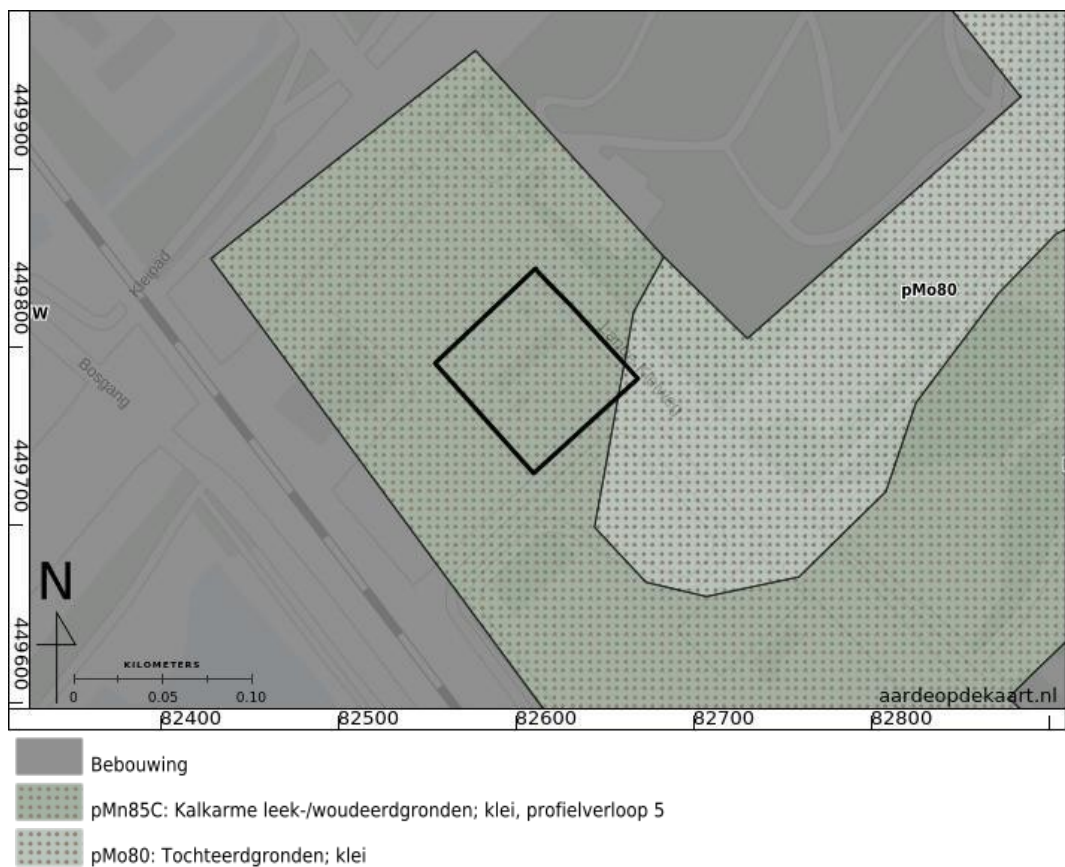 449900
449800
449700
449600
Kleipad
W
Bosgang
pMo80
N
KILOMETERS
0 0.05 0.10
aardeopdekaart.nl
82400 82500 82600 82700 82800
Bebouwing
pMn85C: Kalkarme leek-/woudeerdgronden; klei, profielverloop 5
pMo80: Tochteerdgronden; klei